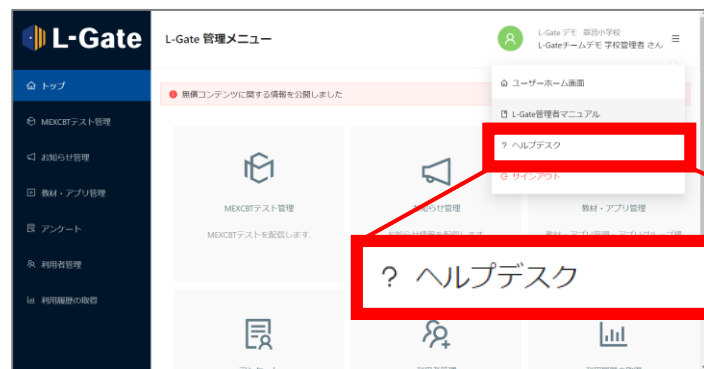 L-Gate
L-Gate 管理メニュー
L-Gate デモ 翠谷小学校
L-Gateチームデモ 学校管理者 さん
トップ
MEXCBTテスト管理
お知らせ管理
教材・アプリ管理
アンケート
利用者管理
利用履歴の取得
無償コンテンツに関する情報を公開しました
ユーザーホーム画面
L-Gate管理者マニュアル
? ヘルプデスク
サインアウト
MEXCBTテスト管理
MEXCBTテストを配信します.
お知らせ管理
教材・アプリ管理
? ヘルプデスク